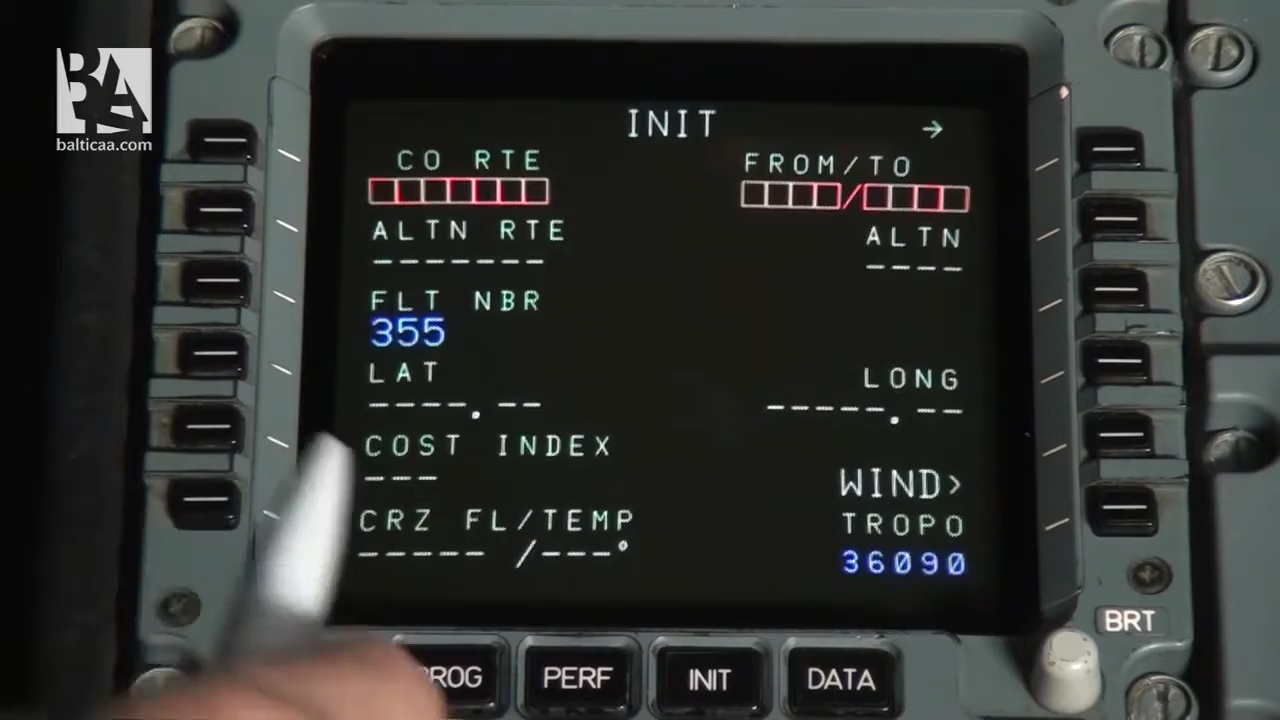 BA
balticaa.com
INIT →
CO RTE FROM/TO
□□□□□□□ □□□□/□□□□
ALTN RTE ALTN
------- ----
FLT NBR
355
LAT LONG
----.-- -----.--
COST INDEX
---
WIND>
CRZ FL/TEMP TROPO
----- /---° 36090
BRT
PROG PERF INIT DATA